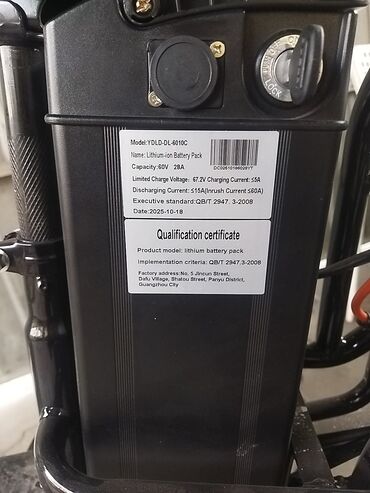 Model:YDLD-DL-6010C
Name: Lithium-ion Battery Pack
Capacity:60V 28A
Limited Charge Voltage: 67.2V Charging Current: ≤5A
Discharging Current: ≤15A(Inrush Current ≤60A)
Executive standard:QB/T 2947. 3-2008
Date:2025-10-18
Qualification certificate
Product model: lithium battery pack
Implementation criteria: QB/T 2947.3-2008
Factory address:No. 5 Jincun Street,
Dafu Village, Shatou Street, Panyu District,
Guangzhou City